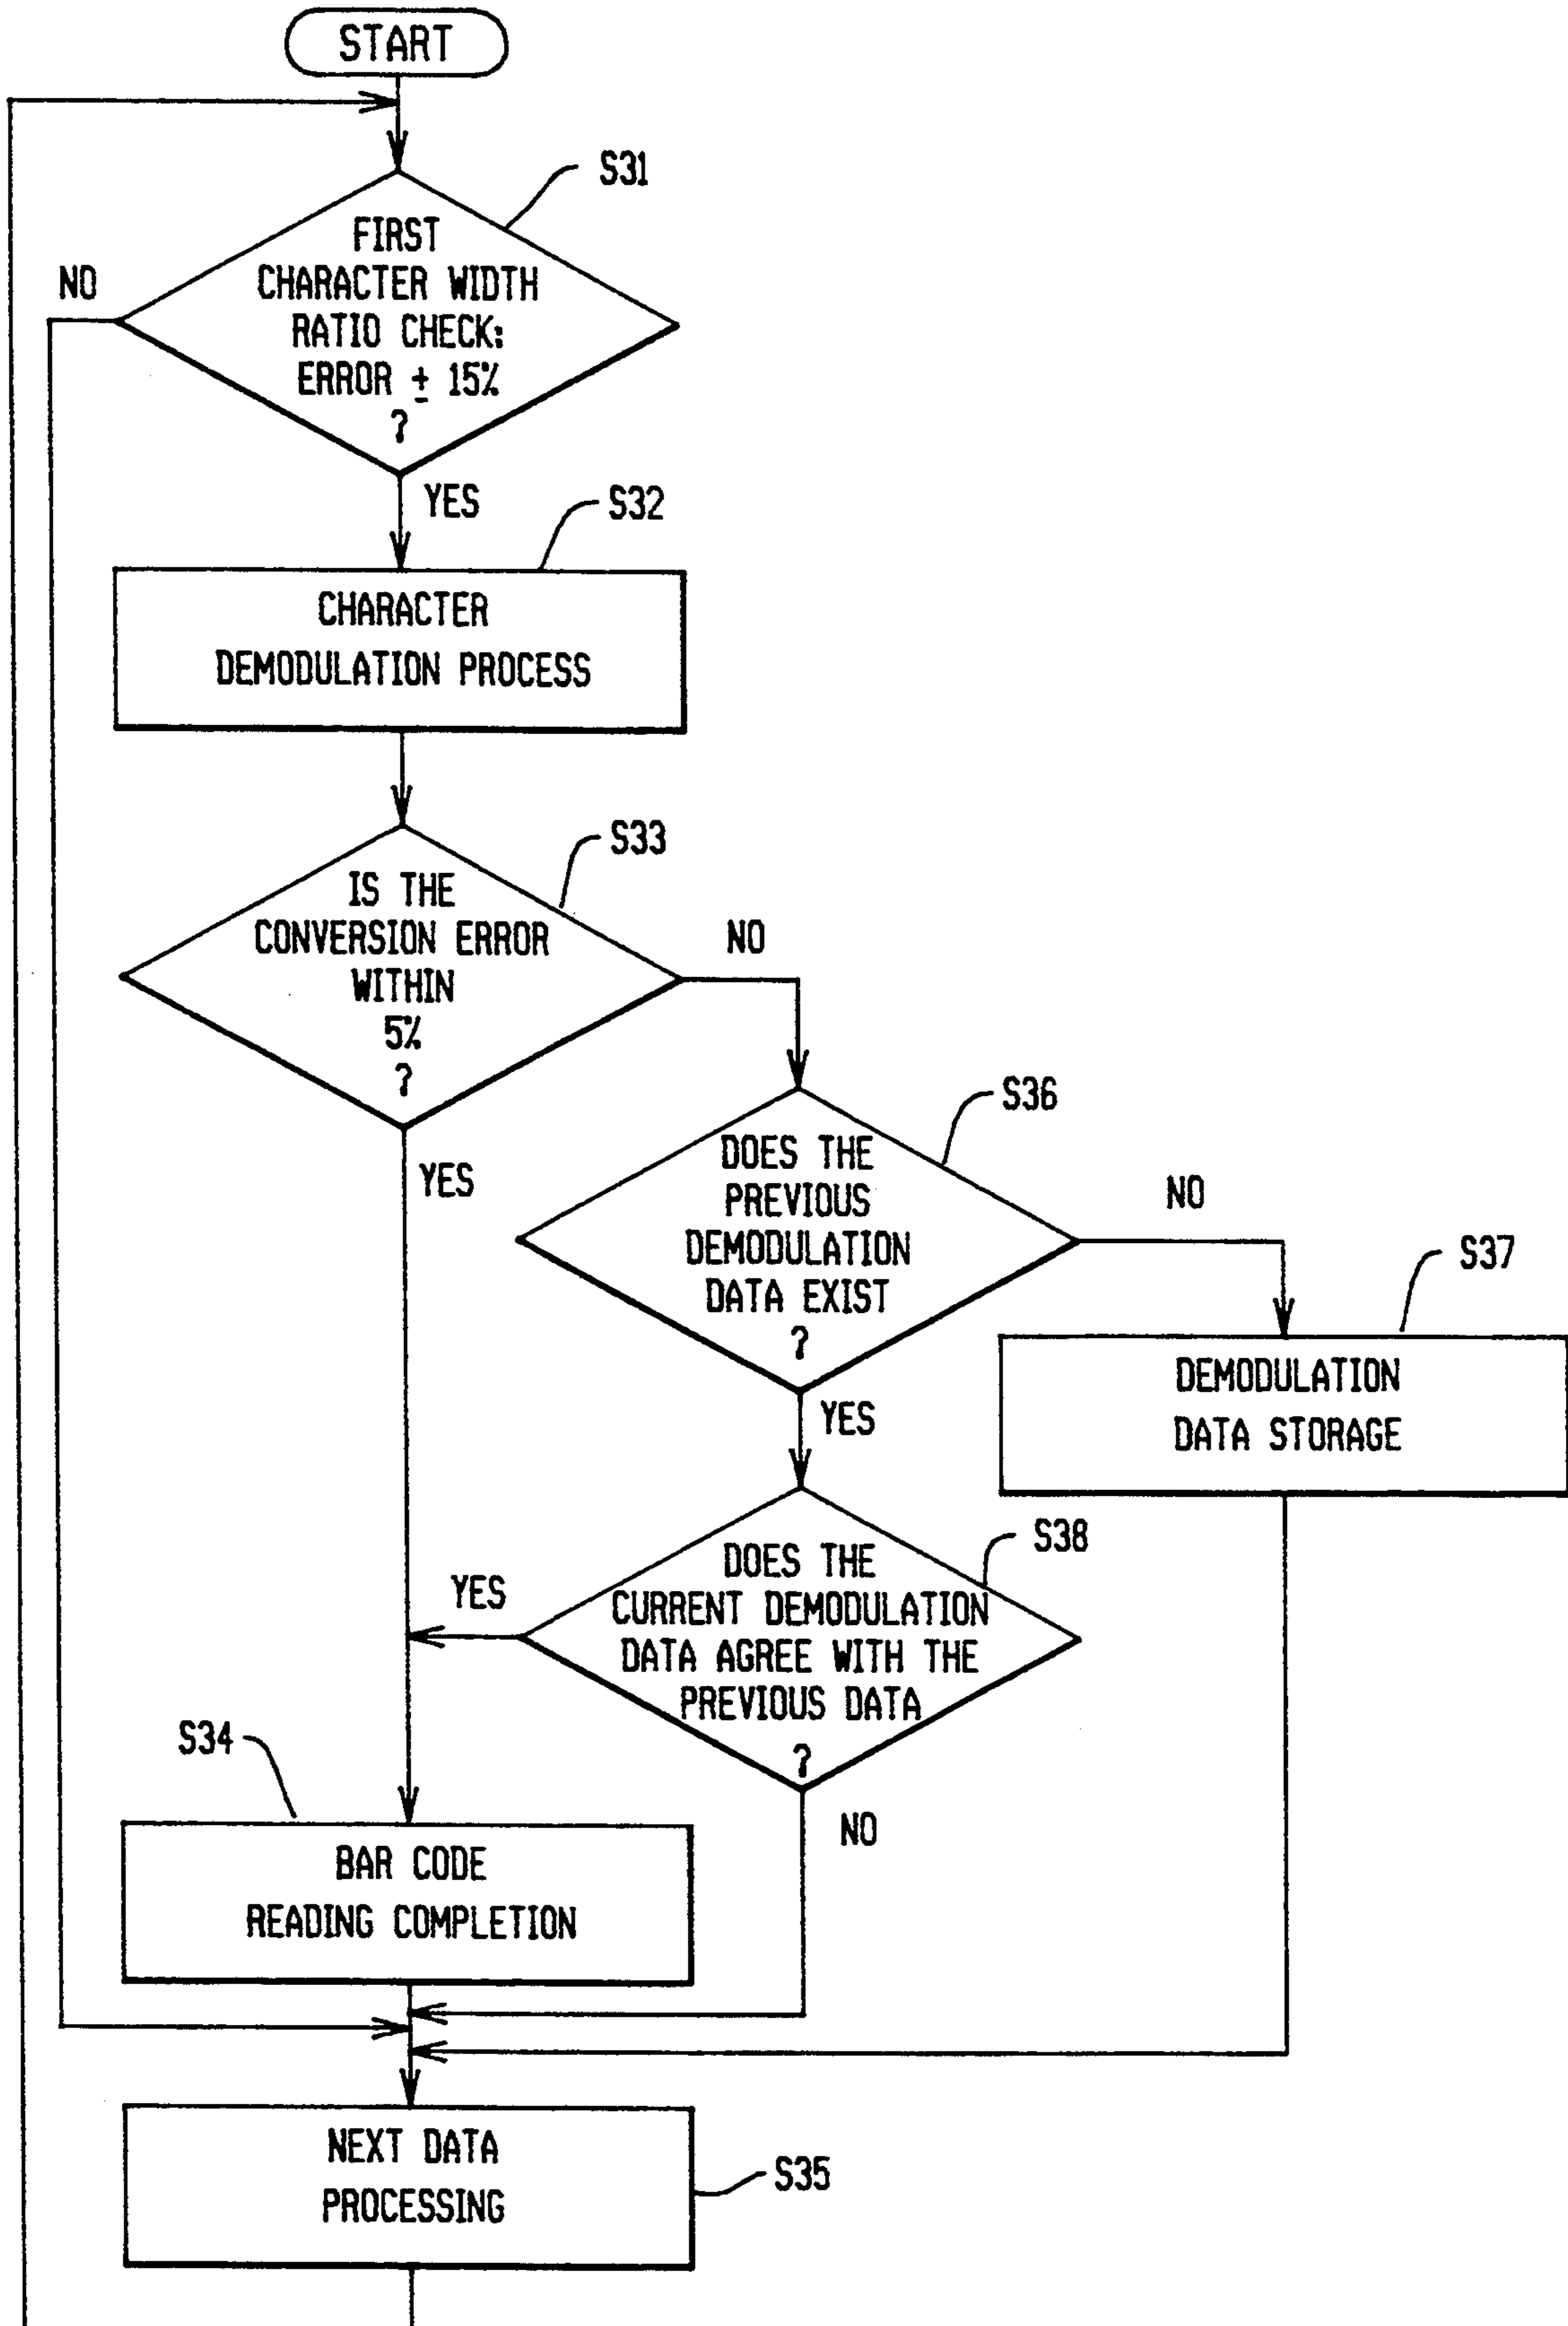 START
S31
FIRST
CHARACTER WIDTH
RATIO CHECK:
ERROR ± 15%
?
NO
YES
S32
CHARACTER
DEMODULATION PROCESS
S33
IS THE
CONVERSION ERROR
WITHIN
5%
?
NO
YES
S36
DOES THE
PREVIOUS
DEMODULATION
DATA EXIST
?
NO
YES
S37
DEMODULATION
DATA STORAGE
S38
DOES THE
CURRENT DEMODULATION
DATA AGREE WITH THE
PREVIOUS DATA
?
YES
NO
S34
BAR CODE
READING COMPLETION
NEXT DATA
PROCESSING
S35